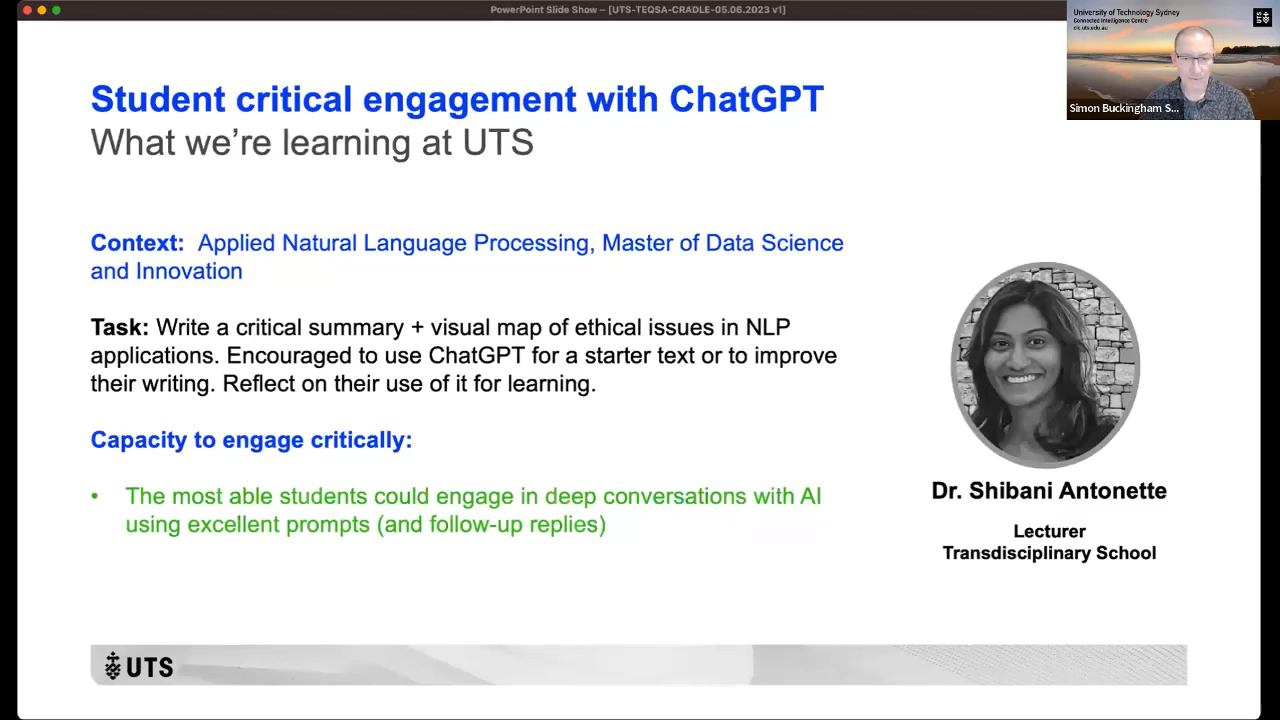 PowerPoint Slide Show – [UTS-TEQSA-CRADLE-05.06.2023 v1]
University of Technology Sydney
Connected Intelligence Centre
cic.uts.edu.au
UTS
Simon Buckingham S...
Student critical engagement with ChatGPT
What we're learning at UTS
Context: Applied Natural Language Processing, Master of Data Science
and Innovation
Task: Write a critical summary + visual map of ethical issues in NLP
applications. Encouraged to use ChatGPT for a starter text or to improve
their writing. Reflect on their use of it for learning.
Capacity to engage critically:
• The most able students could engage in deep conversations with AI
using excellent prompts (and follow-up replies)
Dr. Shibani Antonette
Lecturer
Transdisciplinary School
UTS